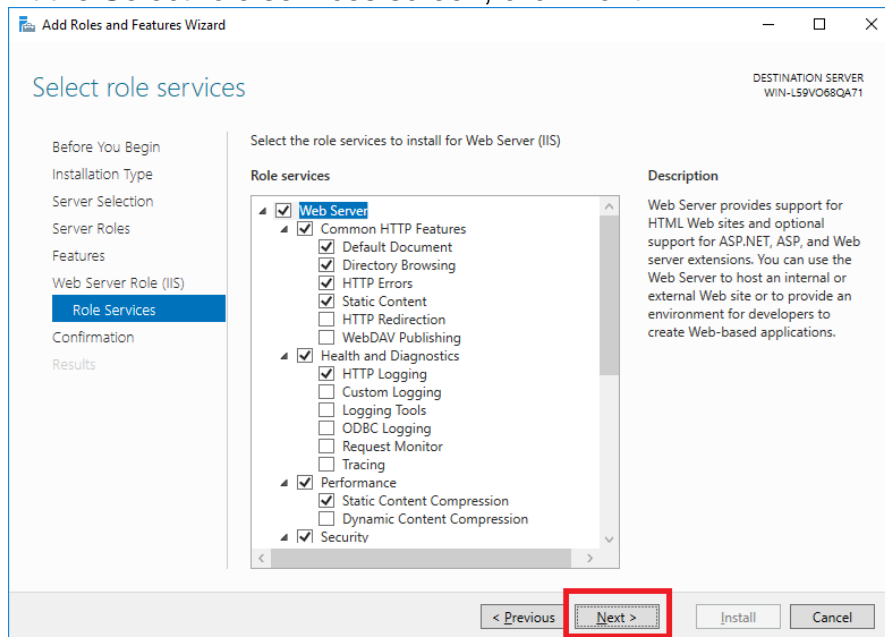 Add Roles and Features Wizard
Select role services
DESTINATION SERVER
WIN-L59VO68QA71
Before You Begin
Installation Type
Server Selection
Server Roles
Features
Web Server Role (IIS)
Role Services
Confirmation
Results
Select the role services to install for Web Server (IIS)
Role services
Web Server
Common HTTP Features
Default Document
Directory Browsing
HTTP Errors
Static Content
HTTP Redirection
WebDAV Publishing
Health and Diagnostics
HTTP Logging
Custom Logging
Logging Tools
ODBC Logging
Request Monitor
Tracing
Performance
Static Content Compression
Dynamic Content Compression
Security
Description
Web Server provides support for
HTML Web sites and optional
support for ASP.NET, ASP, and Web
server extensions. You can use the
Web Server to host an internal or
external Web site or to provide an
environment for developers to
create Web-based applications.
< Previous
Next >
Install
Cancel